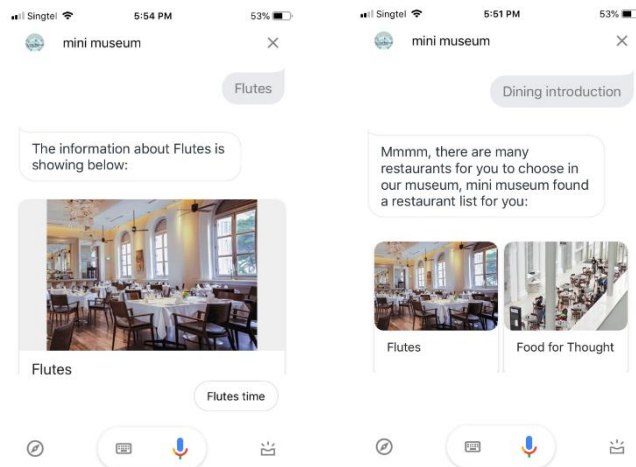 Singtel 5:54 PM 53%
mini museum
Flutes
The information about Flutes is
showing below:
Flutes
Flutes time
Singtel 5:51 PM 53%
mini museum
Dining introduction
Mmmm, there are many
restaurants for you to choose in
our museum, mini museum found
a restaurant list for you:
Flutes
Food for Thought